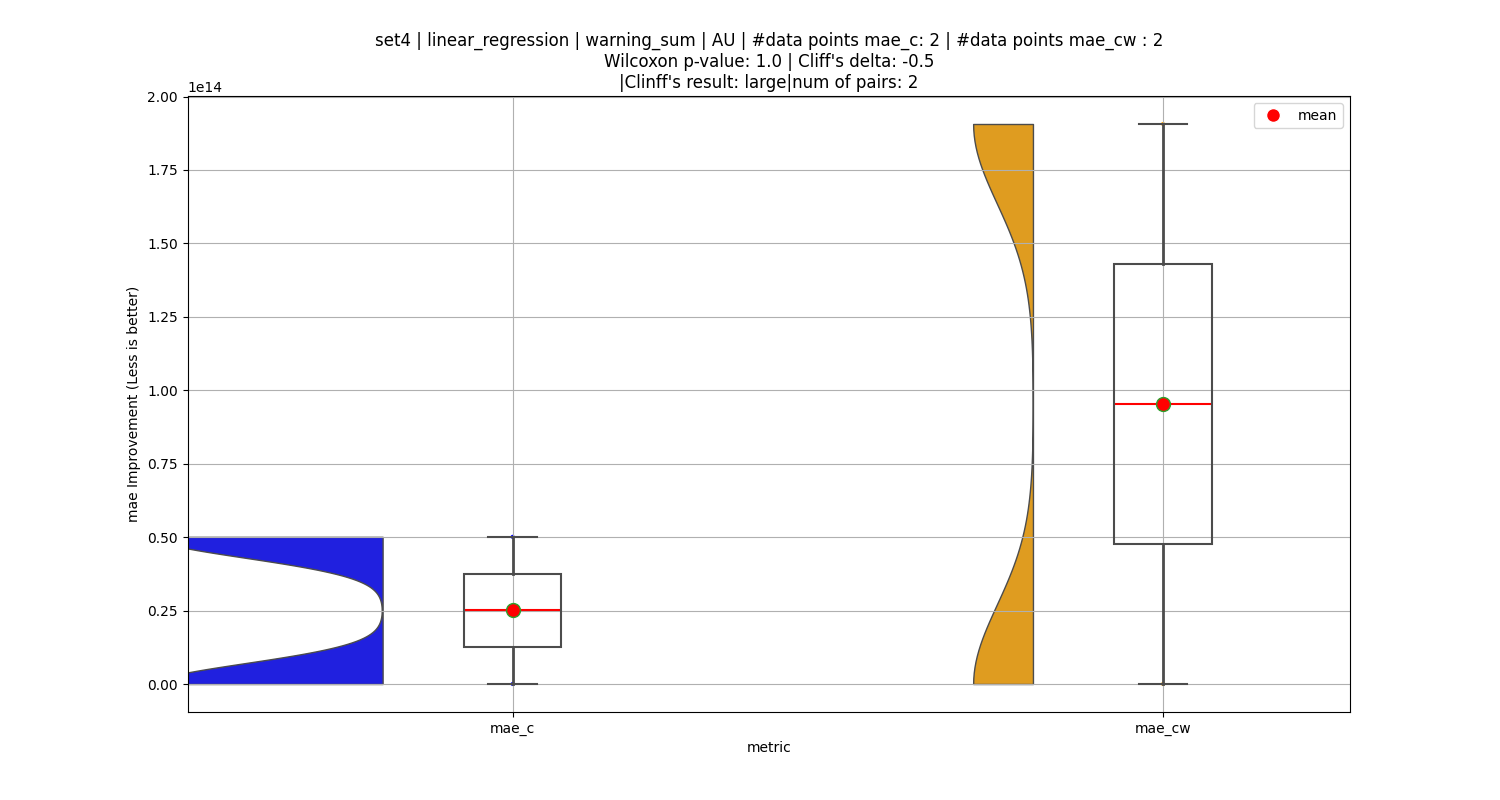 set4 | linear_regression | warning_sum | AU | #data points mae_c: 2 | #data points mae_cw : 2
Wilcoxon p-value: 1.0 | Cliff's delta: -0.5
|Clinff's result: large|num of pairs: 2
1e14
2.00
1.75
1.50
1.25
1.00
0.75
0.50
0.25
0.00
mae Improvement (Less is better)
mean
mae_c
mae_cw
metric